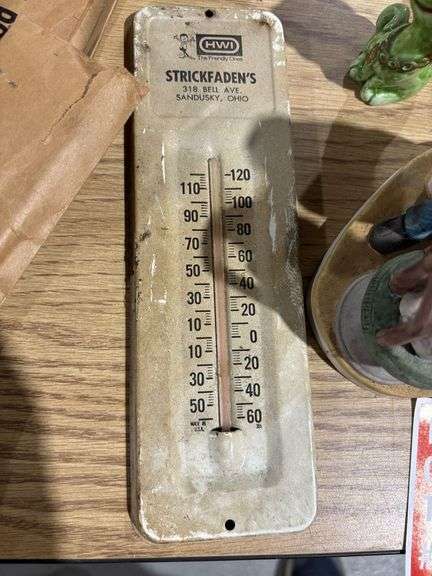 HWI
The Friendly Ones
STRICKFADEN'S
318 BELL AVE.
SANDUSKY, OHIO
120
110
100
90
80
70
60
50
40
30
20
10
0
10
20
30
40
50
60
MADE IN
U.S.A.